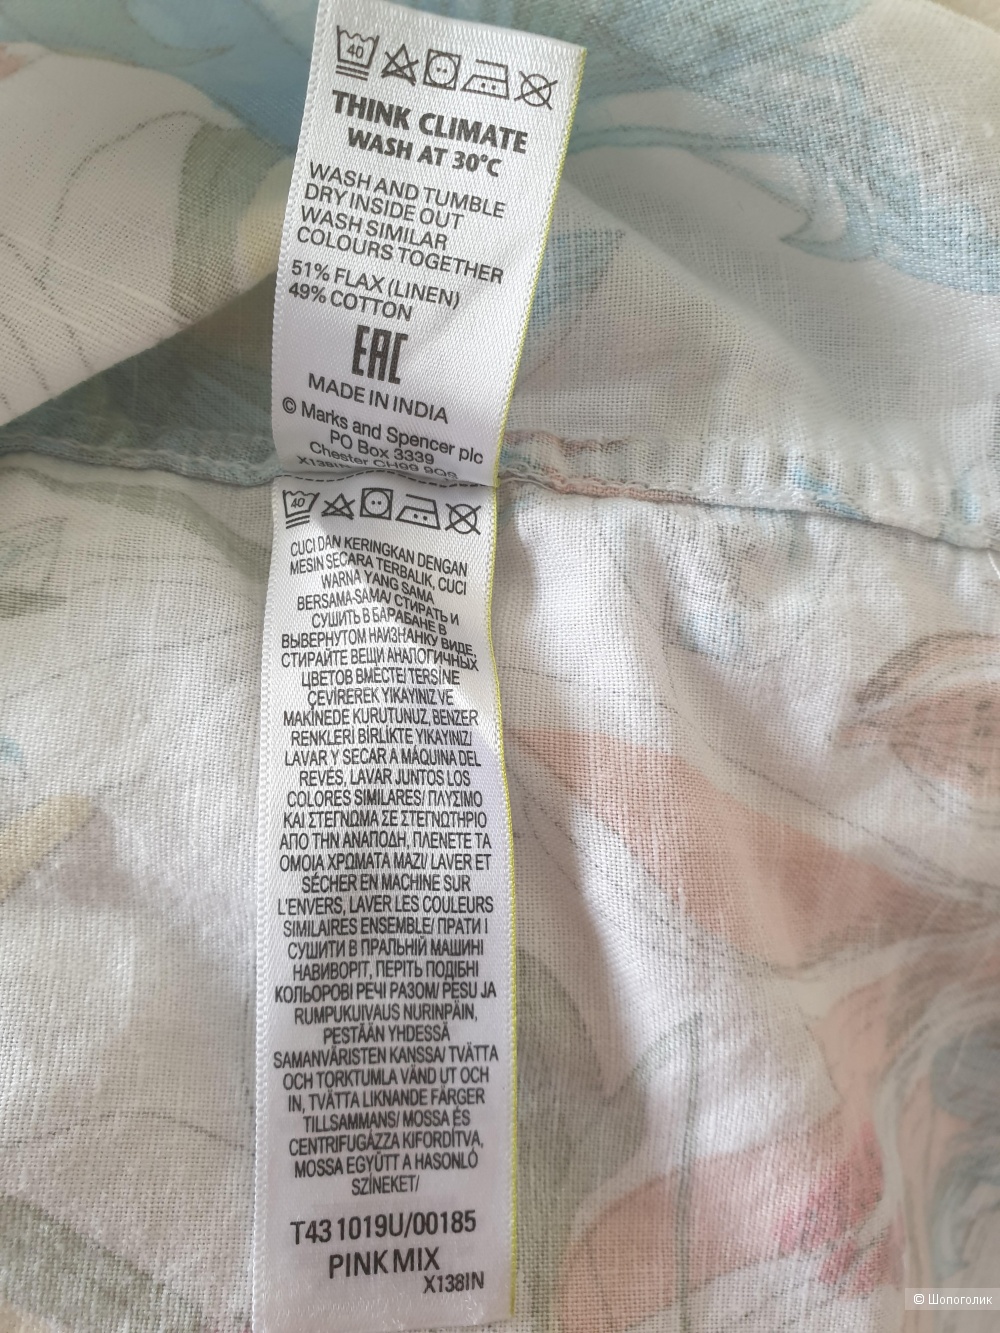 40
THINK CLIMATE
WASH AT 30°C
WASH AND TUMBLE
DRY INSIDE OUT
WASH SIMILAR
COLOURS TOGETHER
51% FLAX (LINEN)
49% COTTON
EAC
MADE IN INDIA
© Marks and Spencer plc
PO Box 3339
Chester CH99 9QS
X138IN
40
CUCI DAN KERINGKAN DENGAN
MESIN SECARA TERBALIK, CUCI
WARNA YANG SAMA
BERSAMA-SAMA/ СТИРАТЬ И
СУШИТЬ В БАРАБАНЕ В
ВЫВЕРНУТОМ НАИЗНАНКУ ВИДЕ,
СТИРАЙТЕ ВЕЩИ АНАЛОГИЧНЫХ
ЦВЕТОВ ВМЕСТЕ/ TERSİNE
ÇEVİREREK YIKAYINIZ VE
MAKİNEDE KURUTUNUZ, BENZER
RENKLERİ BİRLİKTE YIKAYINIZ/
LAVAR Y SECAR A MÁQUINA DEL
REVÉS, LAVAR JUNTOS LOS
COLORES SIMILARES/ ΠΛΥΣΙΜΟ
ΚΑΙ ΣΤΕΓΝΩΜΑ ΣΕ ΣΤΕΓΝΩΤΗΡΙΟ
ΑΠΟ ΤΗΝ ΑΝΑΠΟΔΗ, ΠΛΕΝΕΤΕ ΤΑ
ΟΜΟΙΑ ΧΡΩΜΑΤΑ ΜΑΖΙ/ LAVER ET
SÉCHER EN MACHINE SUR
L'ENVERS, LAVER LES COULEURS
SIMILAIRES ENSEMBLE/ ПРАТИ І
СУШИТИ В ПРАЛЬНІЙ МАШИНІ
НАВИВОРІТ, ПЕРІТЬ ПОДІБНІ
КОЛЬОРОВІ РЕЧІ РАЗОМ/ PESU JA
RUMPUKUIVAUS NURINPÄIN,
PESTÄÄN YHDESSÄ
SAMANVÄRISTEN KANSSA/ TVÄTTA
OCH TORKTUMLA VÄND UT OCH
IN, TVÄTTA LIKNANDE FÄRGER
TILLSAMMANS/ MOSSA ÉS
CENTRIFUGÁZZA KIFORDÍTVA,
MOSSA EGYÜTT A HASONLÓ
SZÍNEKET/
T43 1019U/00185
PINK MIX
X138IN
© Шопоголик